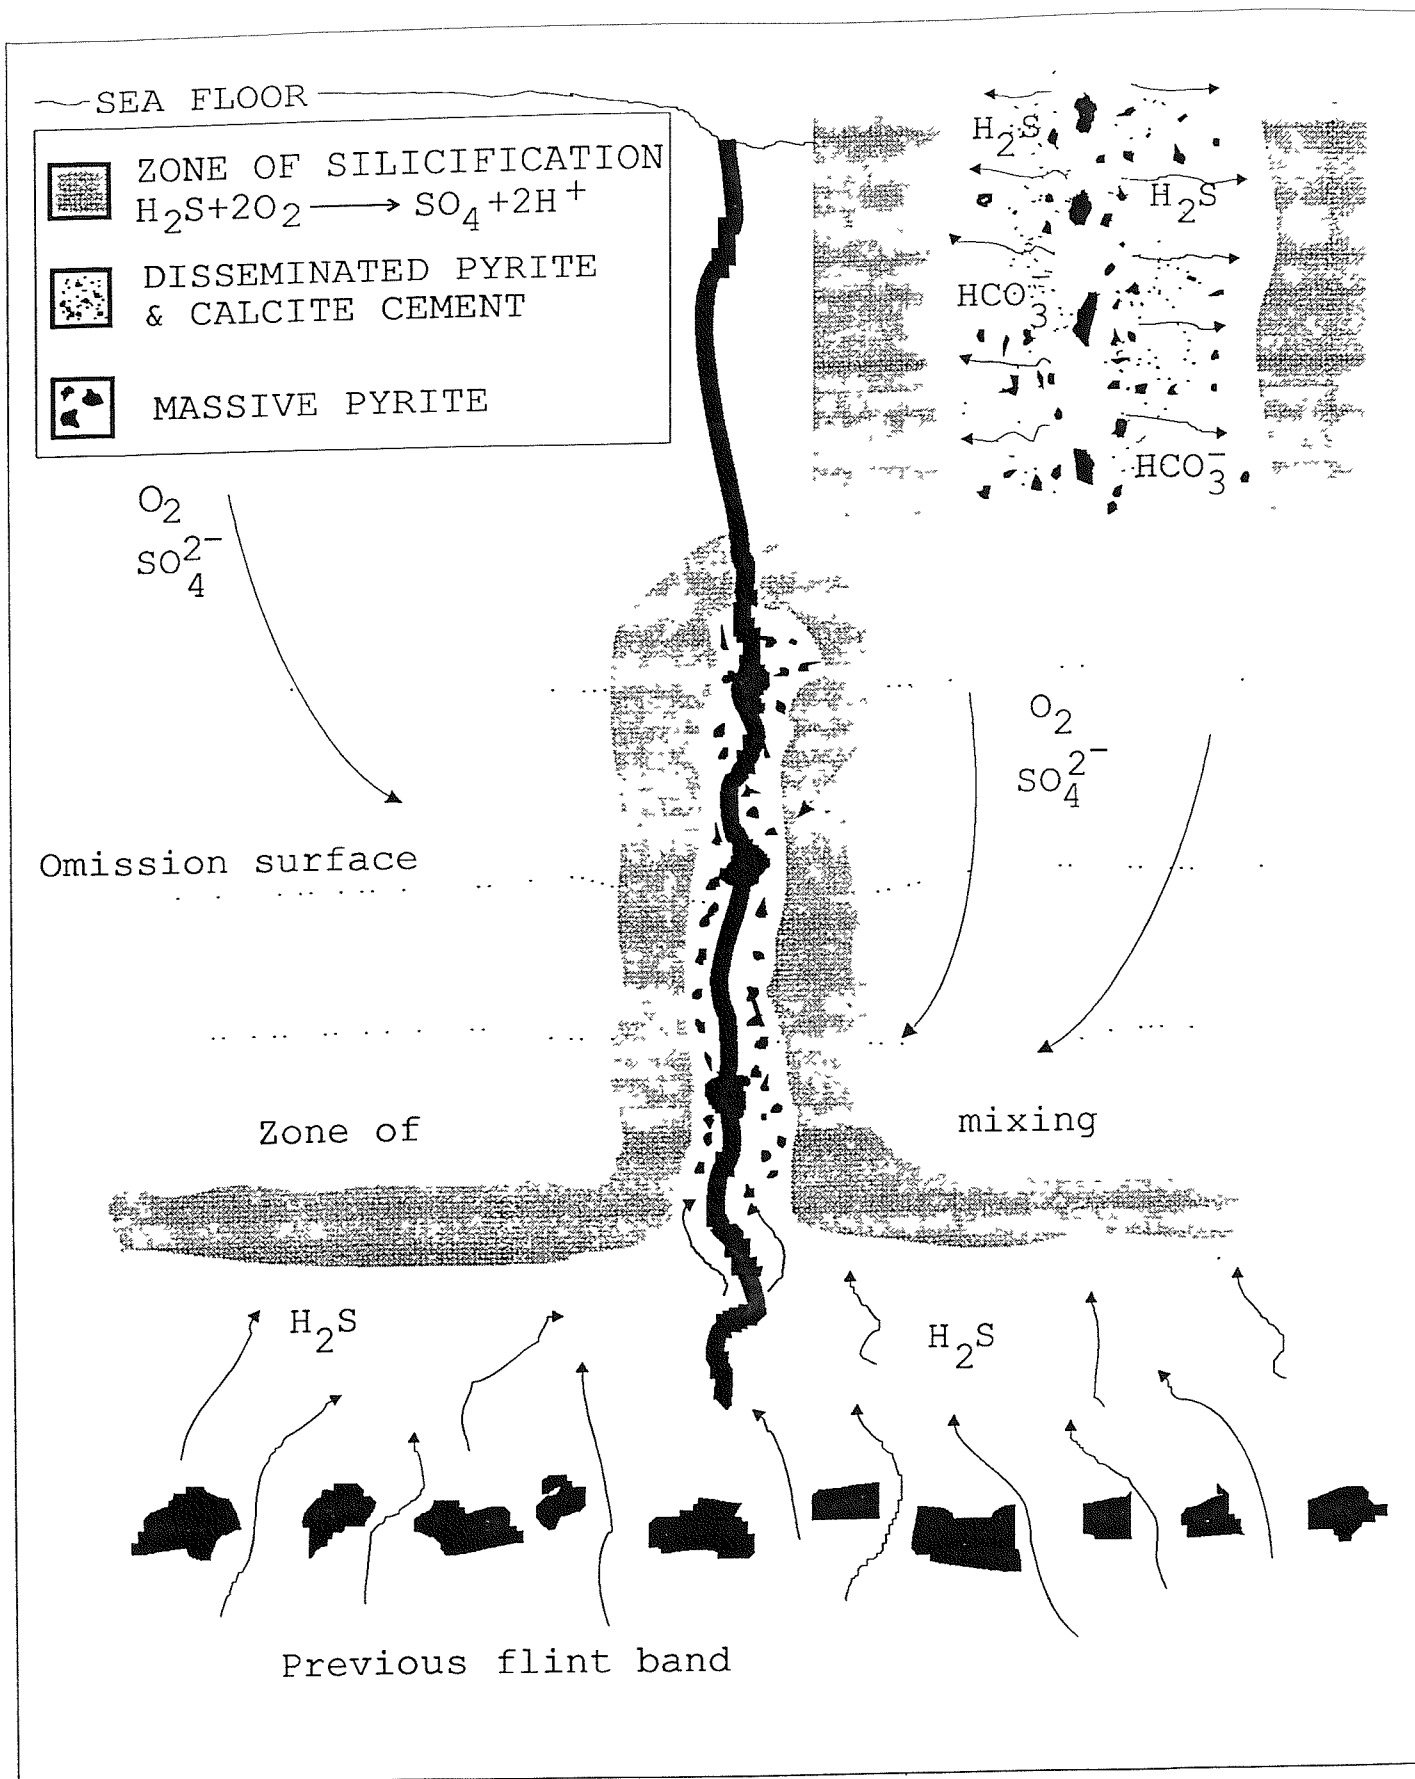 SEA FLOOR
ZONE OF SILICIFICATION
H₂S+2O₂ ⟶ SO₄+2H⁺
DISSEMINATED PYRITE
& CALCITE CEMENT
MASSIVE PYRITE
H₂S
H₂S
HCO₃⁻
HCO₃⁻
O₂
SO₄²⁻
O₂
SO₄²⁻
Omission surface
Zone of mixing
H₂S
H₂S
Previous flint band